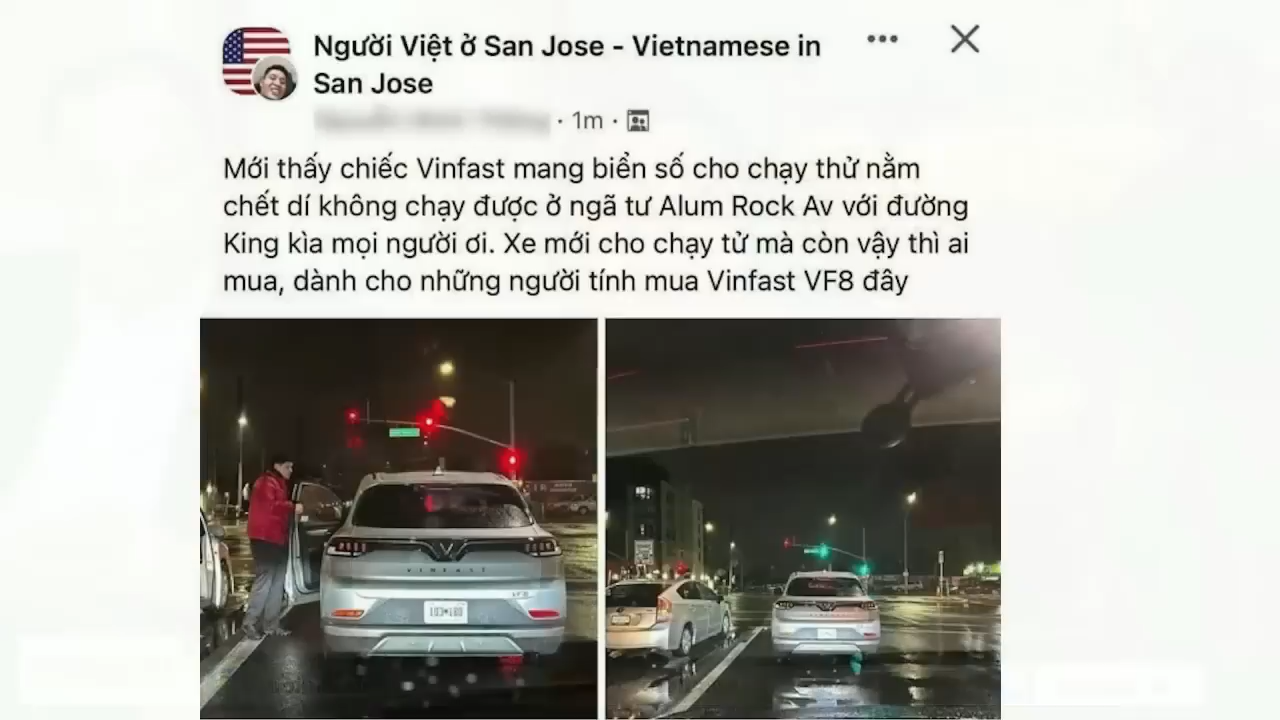 Người Việt ở San Jose - Vietnamese in
San Jose
· 1m ·
Mới thấy chiếc Vinfast mang biển số cho chạy thử nằm
chết dí không chạy được ở ngã tư Alum Rock Av với đường
King kìa mọi người ơi. Xe mới cho chạy tử mà còn vậy thì ai
mua, dành cho những người tính mua Vinfast VF8 đây
VINFAST
VF8